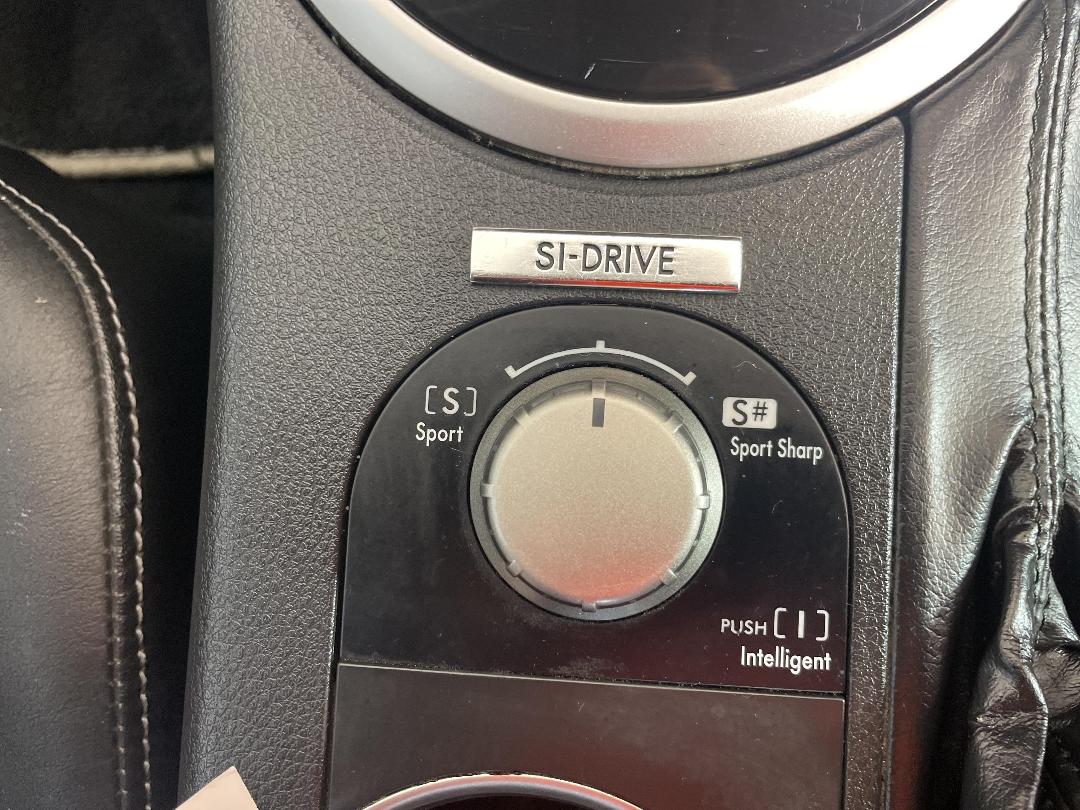 SI-DRIVE
[S]
Sport
S#
Sport Sharp
PUSH [I]
Intelligent